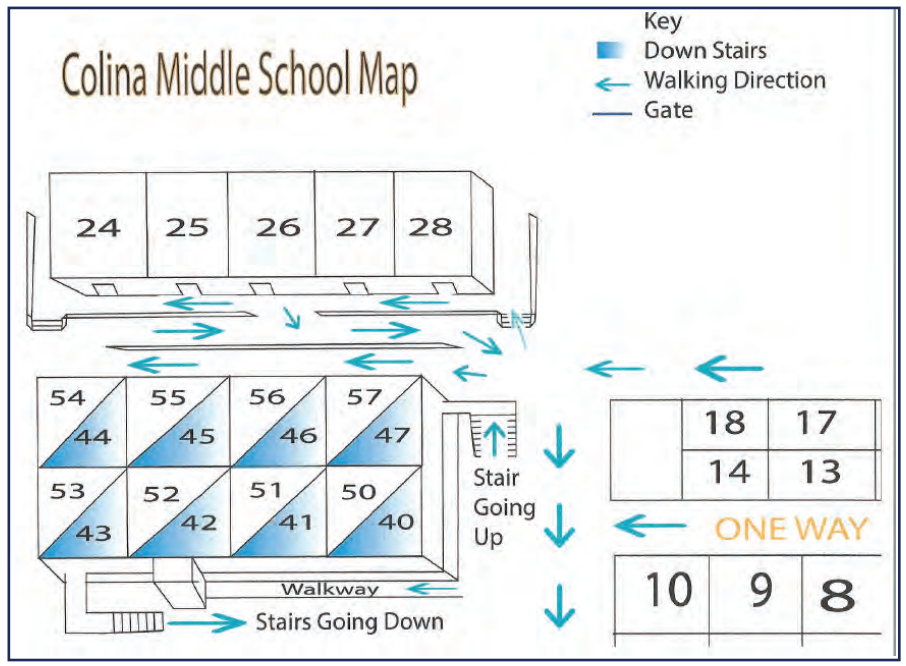 Colina Middle School Map
Key
Down Stairs
Walking Direction
Gate
24 25 26 27 28
54 55 56 57
44 45 46 47
53 52 51 50
43 42 41 40
Stair
Going
Up
18 17
14 13
ONE WAY
10 9 8
Walkway
Stairs Going Down